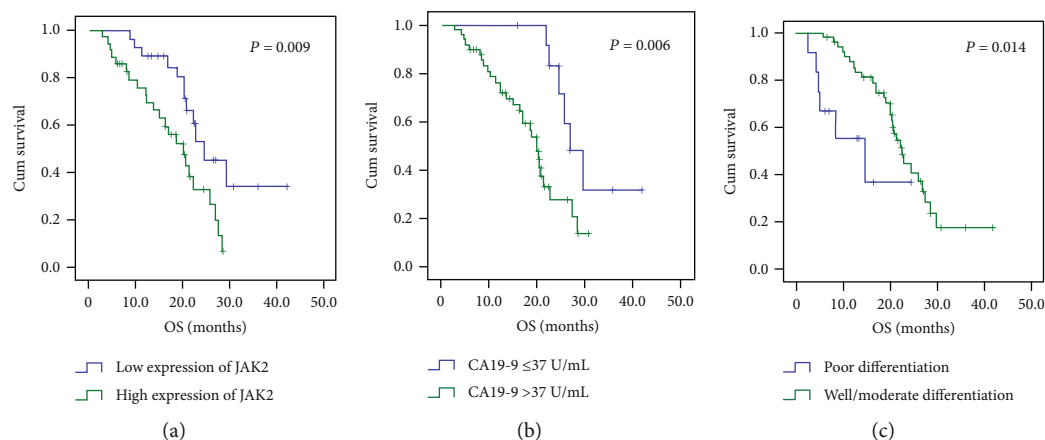 1.0
0.8
0.6
0.4
0.2
0.0
Cum survival
P = 0.009
0 10.0 20.0 30.0 40.0 50.0
OS (months)
Low expression of JAK2
High expression of JAK2
(a)
1.0
0.8
0.6
0.4
0.2
0.0
Cum survival
P = 0.006
0 10.0 20.0 30.0 40.0 50.0
OS (months)
CA19-9 ≤37 U/mL
CA19-9 >37 U/mL
(b)
1.0
0.8
0.6
0.4
0.2
0.0
Cum survival
P = 0.014
0 10.0 20.0 30.0 40.0 50.0
OS (months)
Poor differentiation
Well/moderate differentiation
(c)